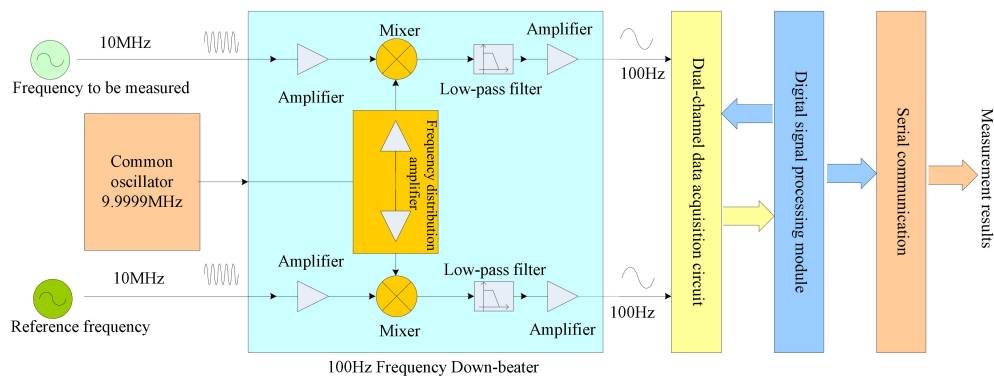 10MHz
Frequency to be measured
Amplifier
Mixer
Low-pass filter
Amplifier
100Hz
Common
oscillator
9.9999MHz
Frequency distribution
amplifier
10MHz
Reference frequency
Amplifier
Mixer
Low-pass filter
Amplifier
100Hz
100Hz Frequency Down-beater
Dual-channel data acquisition circuit
Digital signal processing module
Serial communication
Measurement results